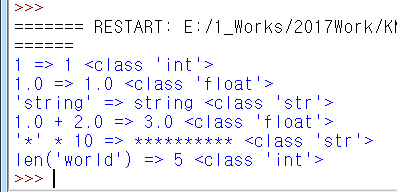 >>>
======= RESTART: E:/1_Works/2017Work/KN
======
1 => 1 <class 'int'>
1.0 => 1.0 <class 'float'>
'string' => string <class 'str'>
1.0 + 2.0 => 3.0 <class 'float'>
'*' * 10 => ********** <class 'str'>
len('world') => 5 <class 'int'>
>>>